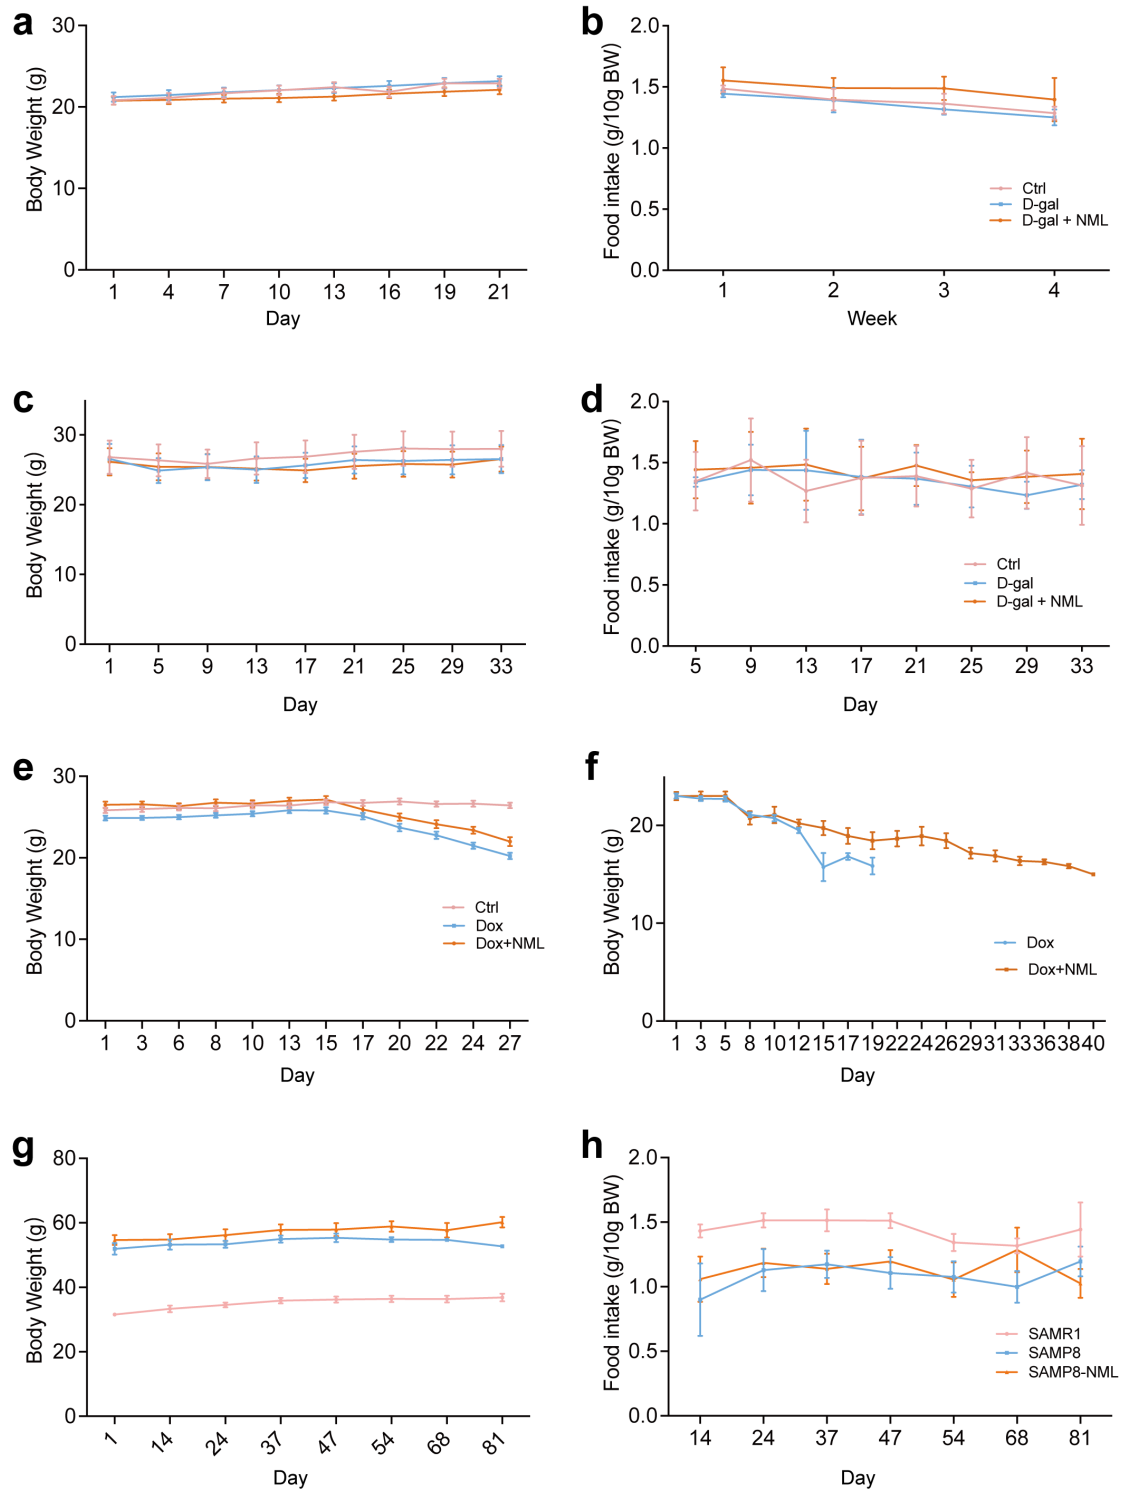 a
Body Weight (g)
30
20
10
0
1 4 7 10 13 16 19 21
Day
b
Food intake (g/10g BW)
2.0
1.5
1.0
0.5
0.0
Ctrl
D-gal
D-gal + NML
1 2 3 4
Week
c
Body Weight (g)
30
20
10
0
1 5 9 13 17 21 25 29 33
Day
d
Food intake (g/10g BW)
2.0
1.5
1.0
0.5
0.0
Ctrl
D-gal
D-gal + NML
5 9 13 17 21 25 29 33
Day
e
Body Weight (g)
30
20
10
0
Ctrl
Dox
Dox+NML
1 3 6 8 10 13 15 17 20 22 24 27
Day
f
Body Weight (g)
20
10
0
Dox
Dox+NML
1 3 5 8 10 12 15 17 19 22 24 26 29 31 33 36 38 40
Day
g
Body Weight (g)
80
60
40
20
0
1 14 24 37 47 54 68 81
Day
h
Food intake (g/10g BW)
2.0
1.5
1.0
0.5
0.0
SAMR1
SAMP8
SAMP8-NML
14 24 37 47 54 68 81
Day